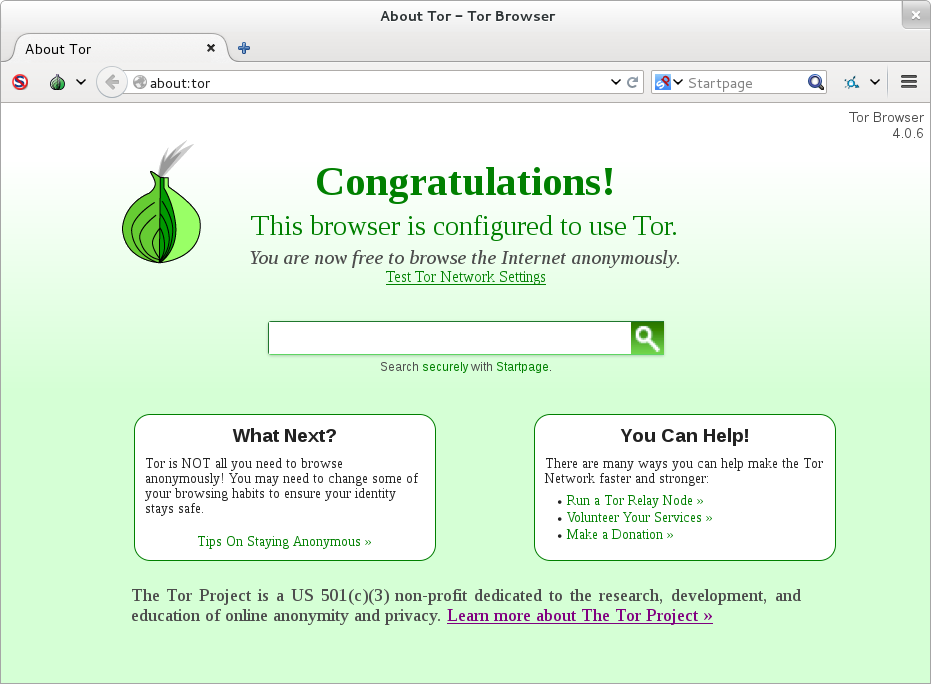 About Tor - Tor Browser
About Tor
about:tor
Startpage
Tor Browser
4.0.6
Congratulations!
This browser is configured to use Tor.
You are now free to browse the Internet anonymously.
Test Tor Network Settings
Search securely with Startpage.
What Next?
Tor is NOT all you need to browse
anonymously! You may need to change some of
your browsing habits to ensure your identity
stays safe.
Tips On Staying Anonymous »
You Can Help!
There are many ways you can help make the Tor
Network faster and stronger:
• Run a Tor Relay Node »
• Volunteer Your Services »
• Make a Donation »
The Tor Project is a US 501(c)(3) non-profit dedicated to the research, development, and
education of online anonymity and privacy. Learn more about The Tor Project »